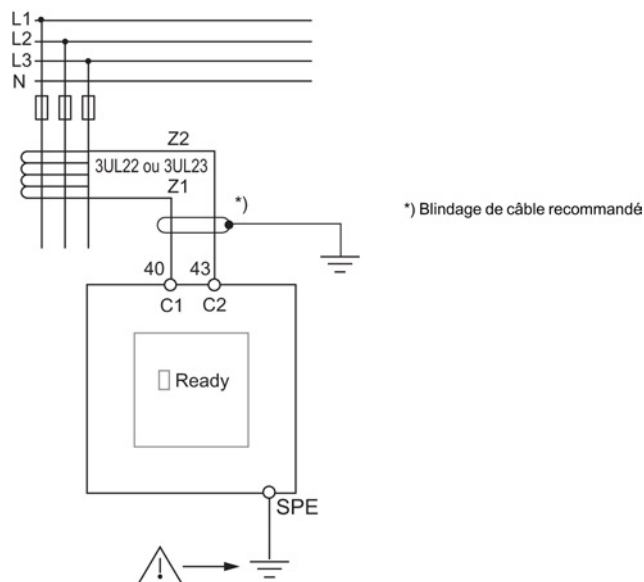 L1
L2
L3
N
Z2
3UL22 ou 3UL23
Z1
*)
*) Blindage de câble recommandé
40 43
C1 C2
Ready
SPE
!